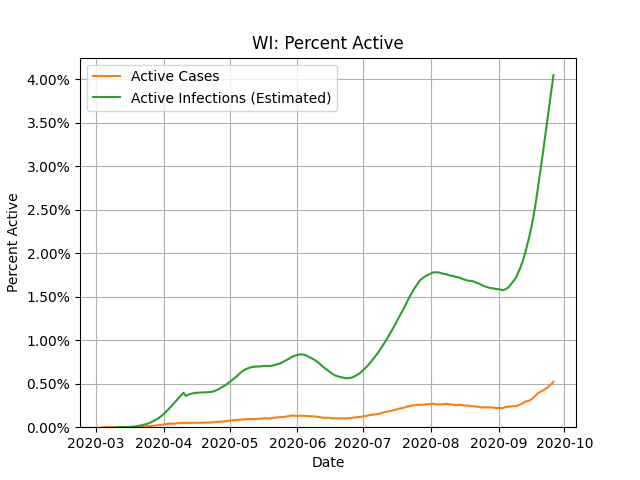 WI: Percent Active
Active Cases
Active Infections (Estimated)
4.00%
3.50%
3.00%
2.50%
2.00%
1.50%
1.00%
0.50%
0.00%
Percent Active
2020-03 2020-04 2020-05 2020-06 2020-07 2020-08 2020-09 2020-10
Date